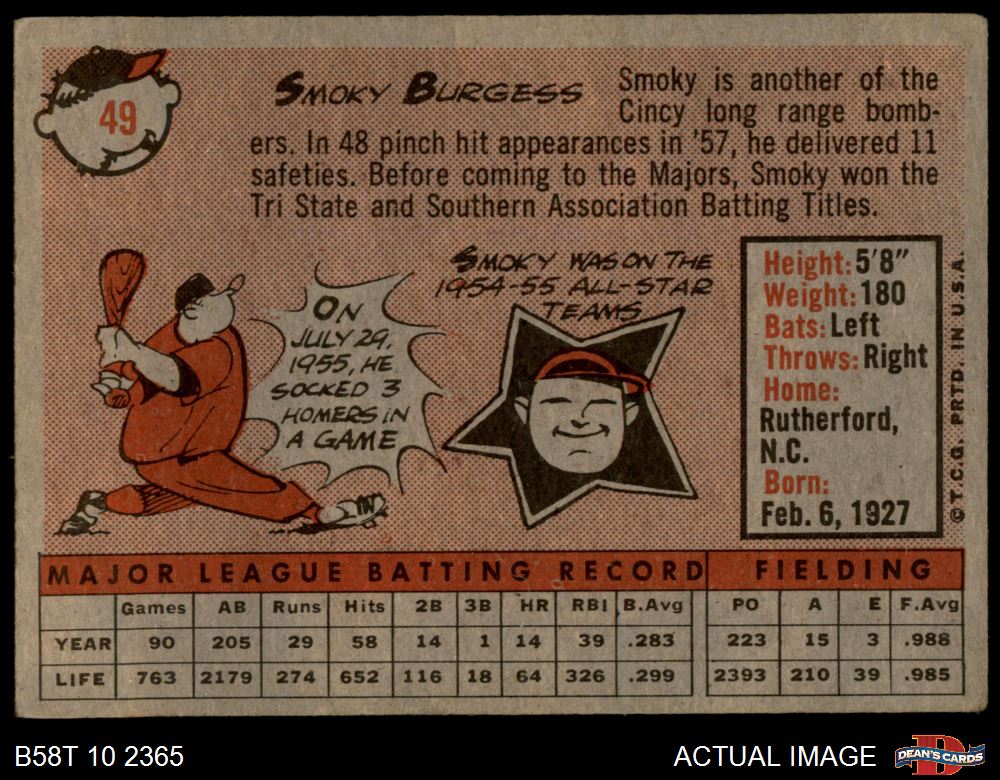 49
SMOKY BURGESS
Smoky is another of the
Cincy long range bomb-
ers. In 48 pinch hit appearances in '57, he delivered 11
safeties. Before coming to the Majors, Smoky won the
Tri State and Southern Association Batting Titles.
ON
JULY 29,
1955, HE
SOCKED 3
HOMERS IN
A GAME
SMOKY WAS ON THE
1954-55 ALL-STAR
TEAMS
Height: 5'8"
Weight: 180
Bats: Left
Throws: Right
Home:
Rutherford,
N.C.
Born:
Feb. 6, 1927
© T.C.G. PRTD. IN U.S.A.
MAJOR LEAGUE BATTING RECORD FIELDING
Games AB Runs Hits 2B 3B HR RBI B.Avg PO A E F.Avg
YEAR 90 205 29 58 14 1 14 39 .283 223 15 3 .988
LIFE 763 2179 274 652 116 18 64 326 .299 2393 210 39 .985
B58T 10 2365 ACTUAL IMAGE D DEAN'S CARDS